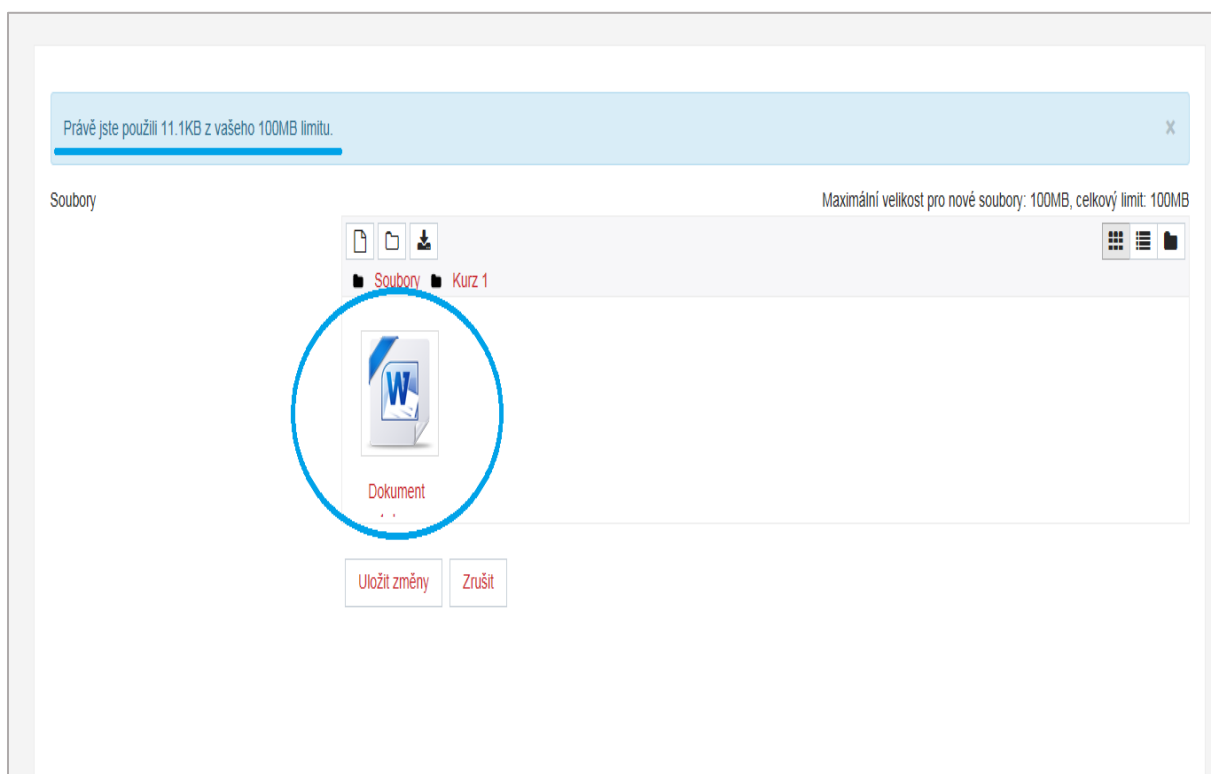 Právě jste použili 11.1KB z vašeho 100MB limitu.
Soubory
Maximální velikost pro nové soubory: 100MB, celkový limit: 100MB
Soubory Kurz 1
W
Dokument
Uložit změny Zrušit